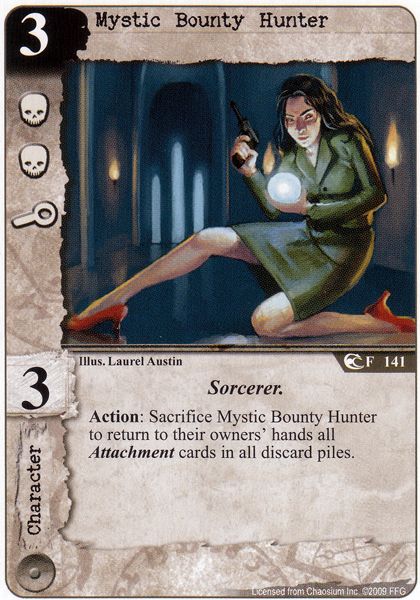 3
Mystic Bounty Hunter
Illus. Laurel Austin
F 141
3
Sorcerer.
Action: Sacrifice Mystic Bounty Hunter
to return to their owners' hands all
Attachment cards in all discard piles.
Character
Licensed from Chaosium Inc. ©2009 FFG